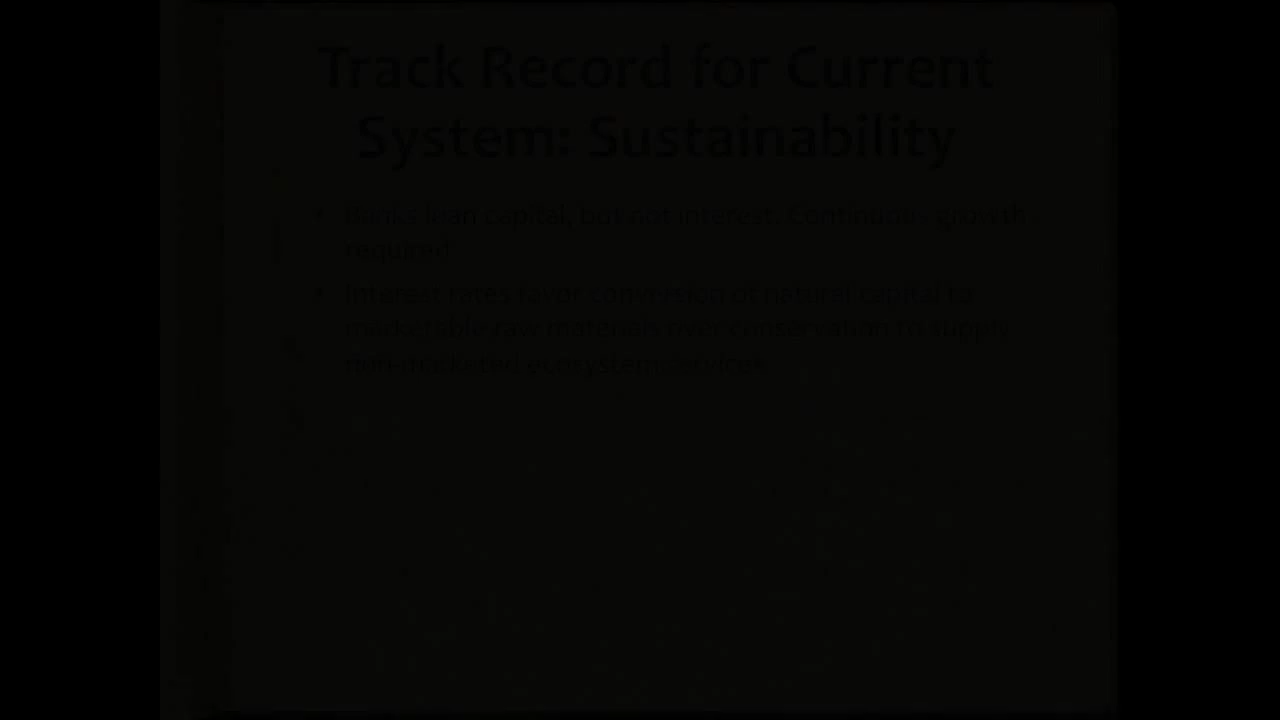 Track Record for Current
System: Sustainability
• Banks loan capital, but not interest. Continuous growth
required
• Interest rates favor conversion of natural capital to
marketable raw materials over conservation to supply
non-marketed ecosystem services